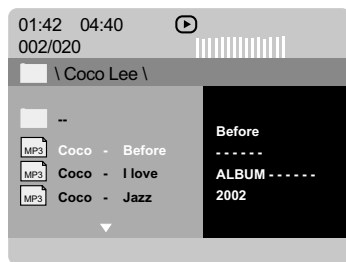 01:42 04:40
002/020
\ Coco Lee \
--
MP3 Coco - Before
MP3 Coco - I love
MP3 Coco - Jazz
Before
- - - - - -
ALBUM - - - - - -
2002